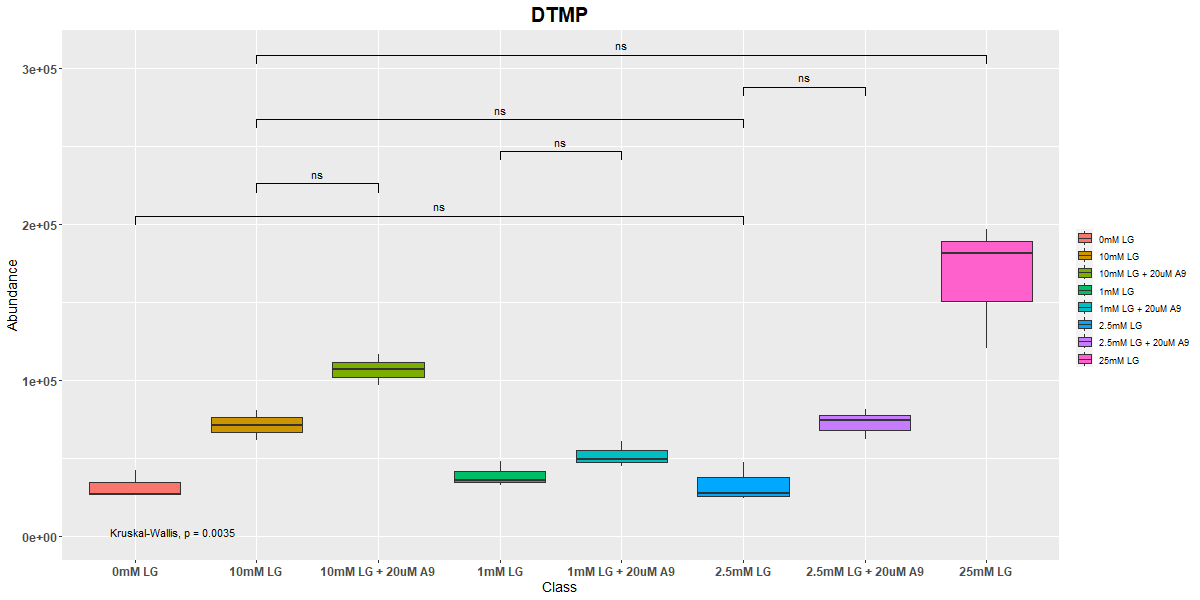 DTMP
ns
ns
ns
ns
ns
ns
3e+05
2e+05
1e+05
0e+00
Abundance
Kruskal-Wallis, p = 0.0035
0mM LG
10mM LG
10mM LG + 20uM A9
1mM LG
1mM LG + 20uM A9
2.5mM LG
2.5mM LG + 20uM A9
25mM LG
Class
0mM LG
10mM LG
10mM LG + 20uM A9
1mM LG
1mM LG + 20uM A9
2.5mM LG
2.5mM LG + 20uM A9
25mM LG